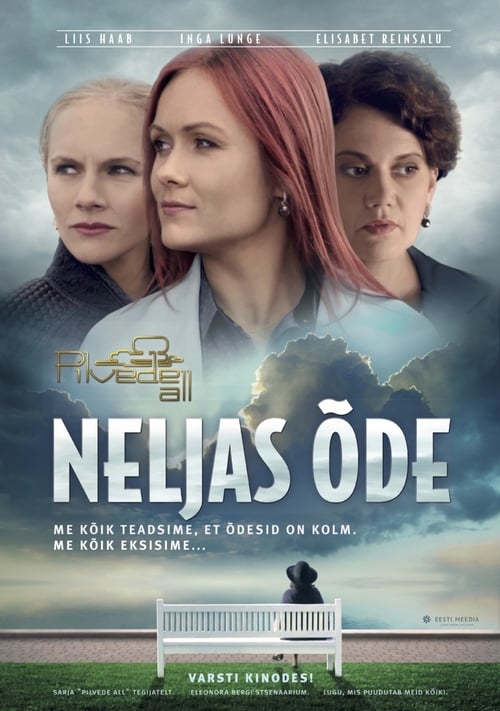 LIIS HAAB INGA LUNGE ELISABET REINSALU
Pilvede
all
NELJAS ÕDE
ME KÕIK TEADSIME, ET ÕDESID ON KOLM.
ME KÕIK EKSISIME...
EESTI MEEDIA
VARSTI KINODES!
SARJA "PILVEDE ALL" TEGIJATELT. ELEONORA BERGI STSENAARIUM. LUGU, MIS PUUDUTAB MEID KÕIKI.